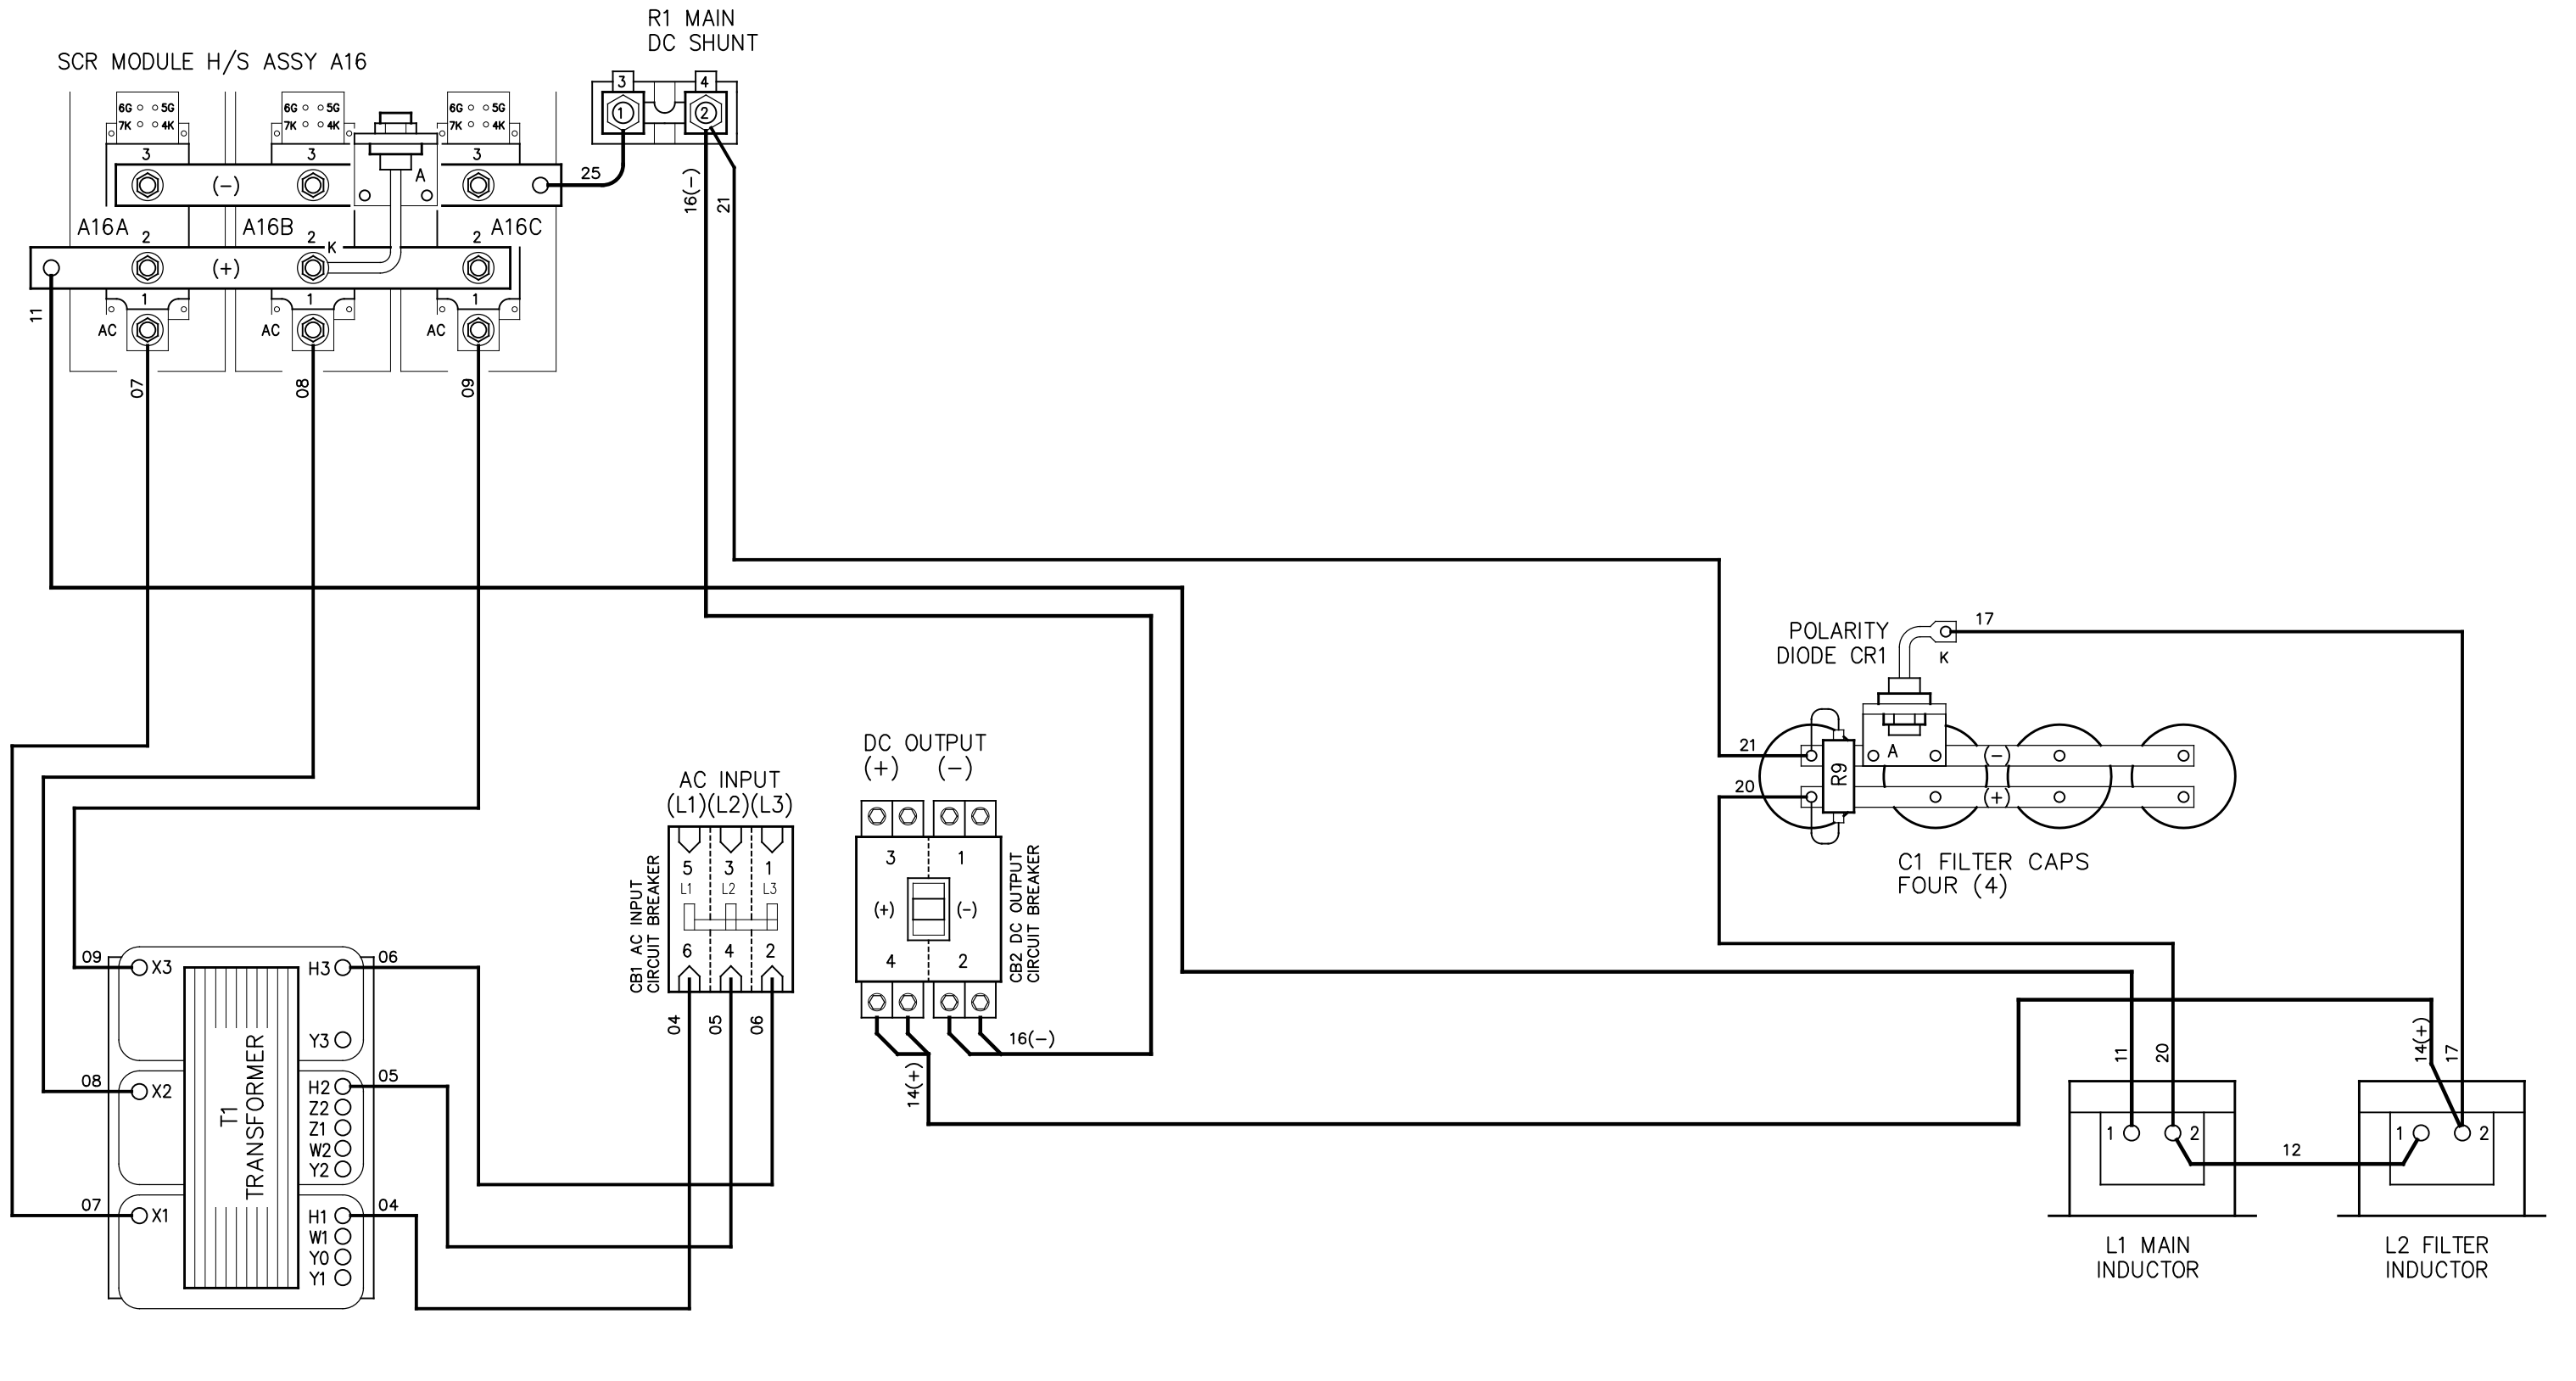 R1 MAIN
DC SHUNT
SCR MODULE H/S ASSY A16
3 4
1 2
6G 5G
7K 4K
6G 5G
7K 4K
6G 5G
7K 4K
3 3 3
(-)
A
25
16(-)
21
A16A A16B A16C
2 2 2
K
(+)
11
1 1 1
AC AC AC
07 08 09
POLARITY
DIODE CR1
17
K
21
20
R9
A
(-)
(+)
C1 FILTER CAPS
FOUR (4)
DC OUTPUT
(+) (-)
AC INPUT
(L1)(L2)(L3)
5 3 1
L1 L2 L3
6 4 2
CB1 AC INPUT
CIRCUIT BREAKER
04 05 06
3 1
(+) (-)
4 2
CB2 DC OUTPUT
CIRCUIT BREAKER
16(-)
14(+)
09 X3
08 X2
07 X1
T1
TRANSFORMER
H3 06
Y3
H2 05
Z2
Z1
W2
Y2
H1 04
W1
Y0
Y1
11 20
14(+) 17
1 2
12
1 2
L1 MAIN
INDUCTOR
L2 FILTER
INDUCTOR